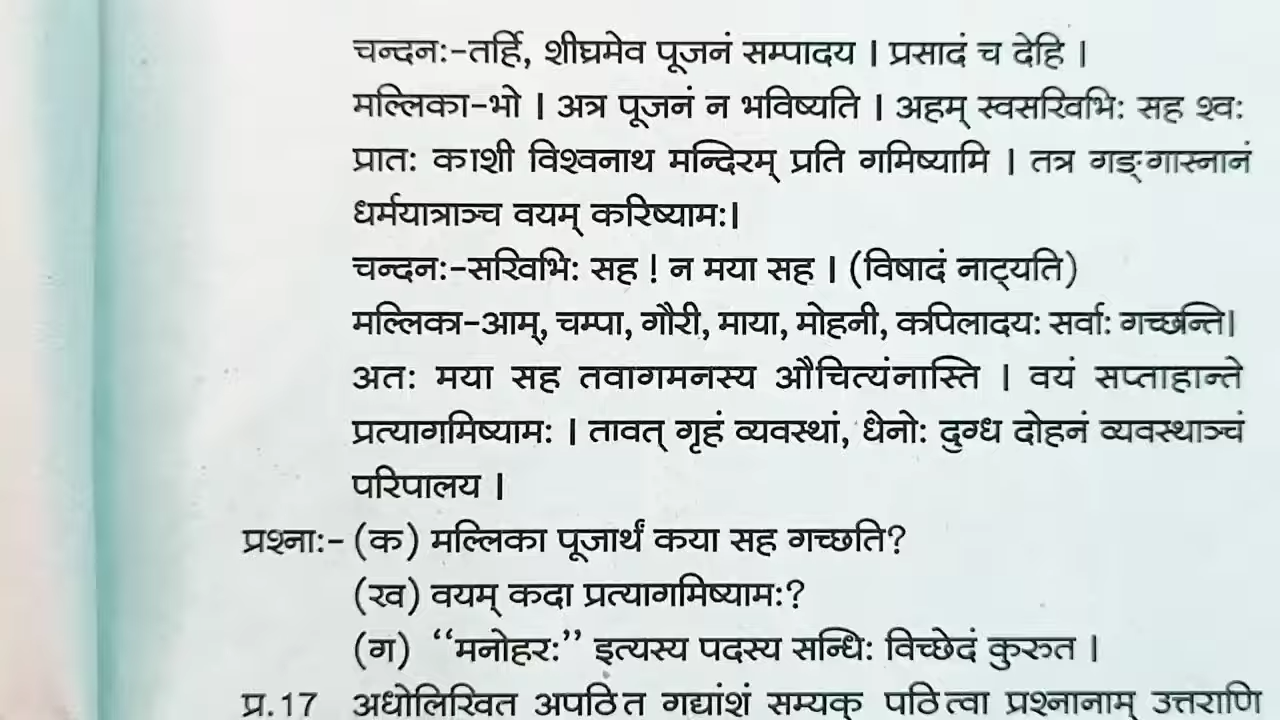 चन्दनः-तर्हि, शीघ्रमेव पूजनं सम्पादय । प्रसादं च देहि ।
मल्लिका-भो । अत्र पूजनं न भविष्यति । अहम् स्वसखिभिः सह श्वः
प्रातः काशी विश्वनाथ मन्दिरम् प्रति गमिष्यामि । तत्र गङ्गास्नानं
धर्मयात्राञ्च वयम् करिष्यामः।
चन्दनः-सखिभिः सह ! न मया सह । (विषादं नाट्यति)
मल्लिका-आम्, चम्पा, गौरी, माया, मोहनी, कपिलादयः सर्वाः गच्छन्ति।
अतः मया सह तवागमनस्य औचित्यंनास्ति । वयं सप्ताहान्ते
प्रत्यागमिष्यामः । तावत् गृहं व्यवस्थां, धेनोः दुग्ध दोहनं व्यवस्थाञ्चं
परिपालय ।
प्रश्नाः- (क) मल्लिका पूजार्थं कया सह गच्छति?
(ख) वयम् कदा प्रत्यागमिष्यामः?
(ग) “मनोहरः” इत्यस्य पदस्य सन्धिः विच्छेदं कुरुत ।
प्र.17 अधोलिखित अपठित गद्यांशं सम्यक् पठित्वा प्रश्नानाम् उत्तराणि